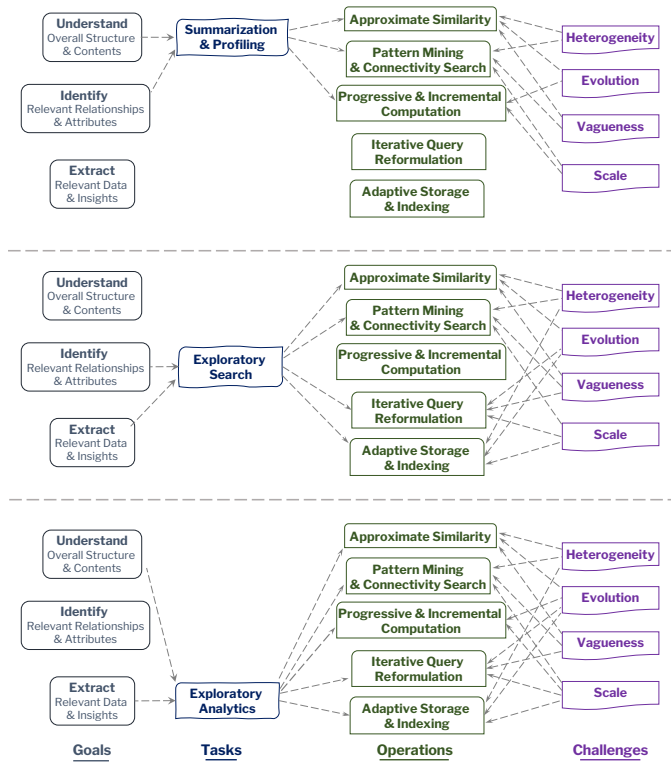 Understand
Overall Structure
& Contents
Identify
Relevant Relationships
& Attributes
Extract
Relevant Data
& Insights
Summarization
& Profiling
Approximate Similarity
Pattern Mining
& Connectivity Search
Progressive & Incremental
Computation
Iterative Query
Reformulation
Adaptive Storage
& Indexing
Heterogeneity
Evolution
Vagueness
Scale
Understand
Overall Structure
& Contents
Identify
Relevant Relationships
& Attributes
Extract
Relevant Data
& Insights
Exploratory
Search
Approximate Similarity
Pattern Mining
& Connectivity Search
Progressive & Incremental
Computation
Iterative Query
Reformulation
Adaptive Storage
& Indexing
Heterogeneity
Evolution
Vagueness
Scale
Understand
Overall Structure
& Contents
Identify
Relevant Relationships
& Attributes
Extract
Relevant Data
& Insights
Exploratory
Analytics
Approximate Similarity
Pattern Mining
& Connectivity Search
Progressive & Incremental
Computation
Iterative Query
Reformulation
Adaptive Storage
& Indexing
Heterogeneity
Evolution
Vagueness
Scale
Goals
Tasks
Operations
Challenges